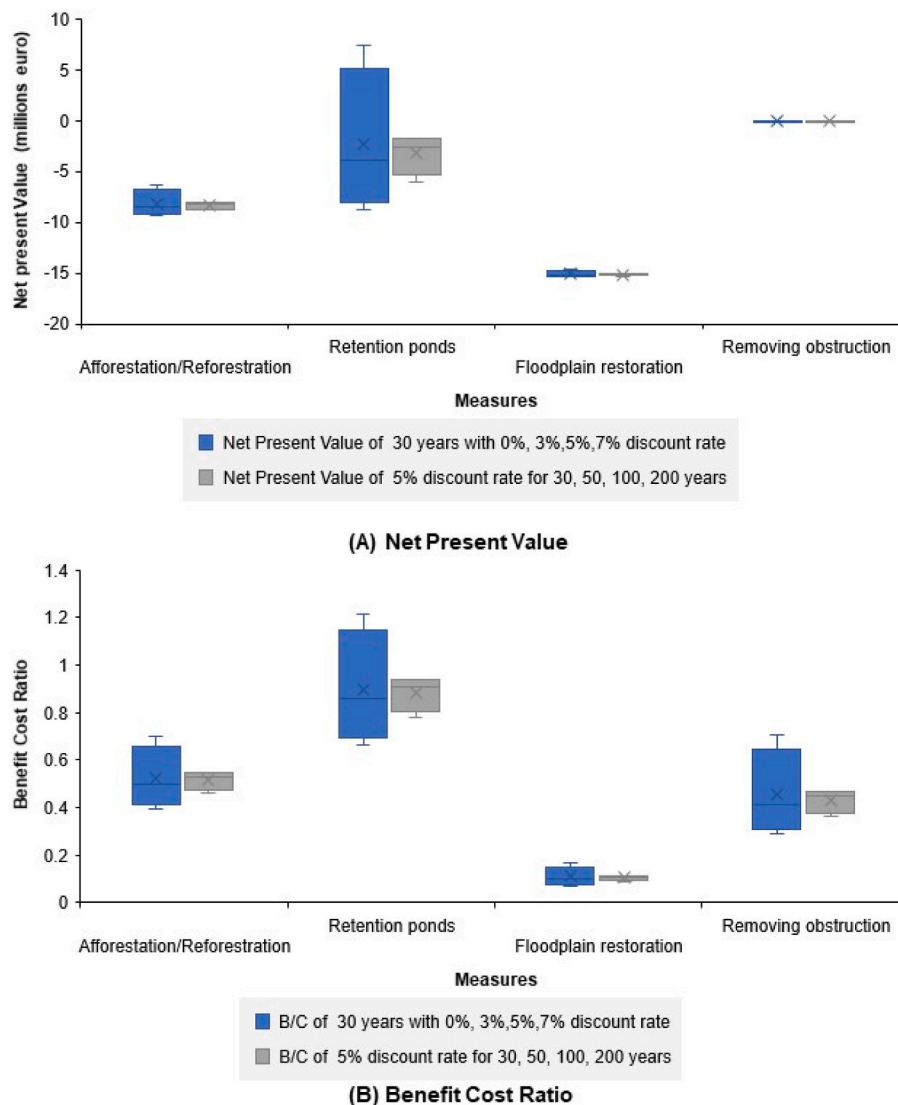 10
5
0
-5
-10
-15
-20
Net present Value (millions euro)
Retention ponds
Removing obstruction
Afforestation/Reforestration
Floodplain restoration
Measures
Net Present Value of 30 years with 0%, 3%,5%,7% discount rate
Net Present Value of 5% discount rate for 30, 50, 100, 200 years
(A) Net Present Value
1.4
1.2
1
0.8
0.6
0.4
0.2
0
Benefit Cost Ratio
Retention ponds
Removing obstruction
Afforestation/Reforestration
Floodplain restoration
Measures
B/C of 30 years with 0%, 3%,5%,7% discount rate
B/C of 5% discount rate for 30, 50, 100, 200 years
(B) Benefit Cost Ratio